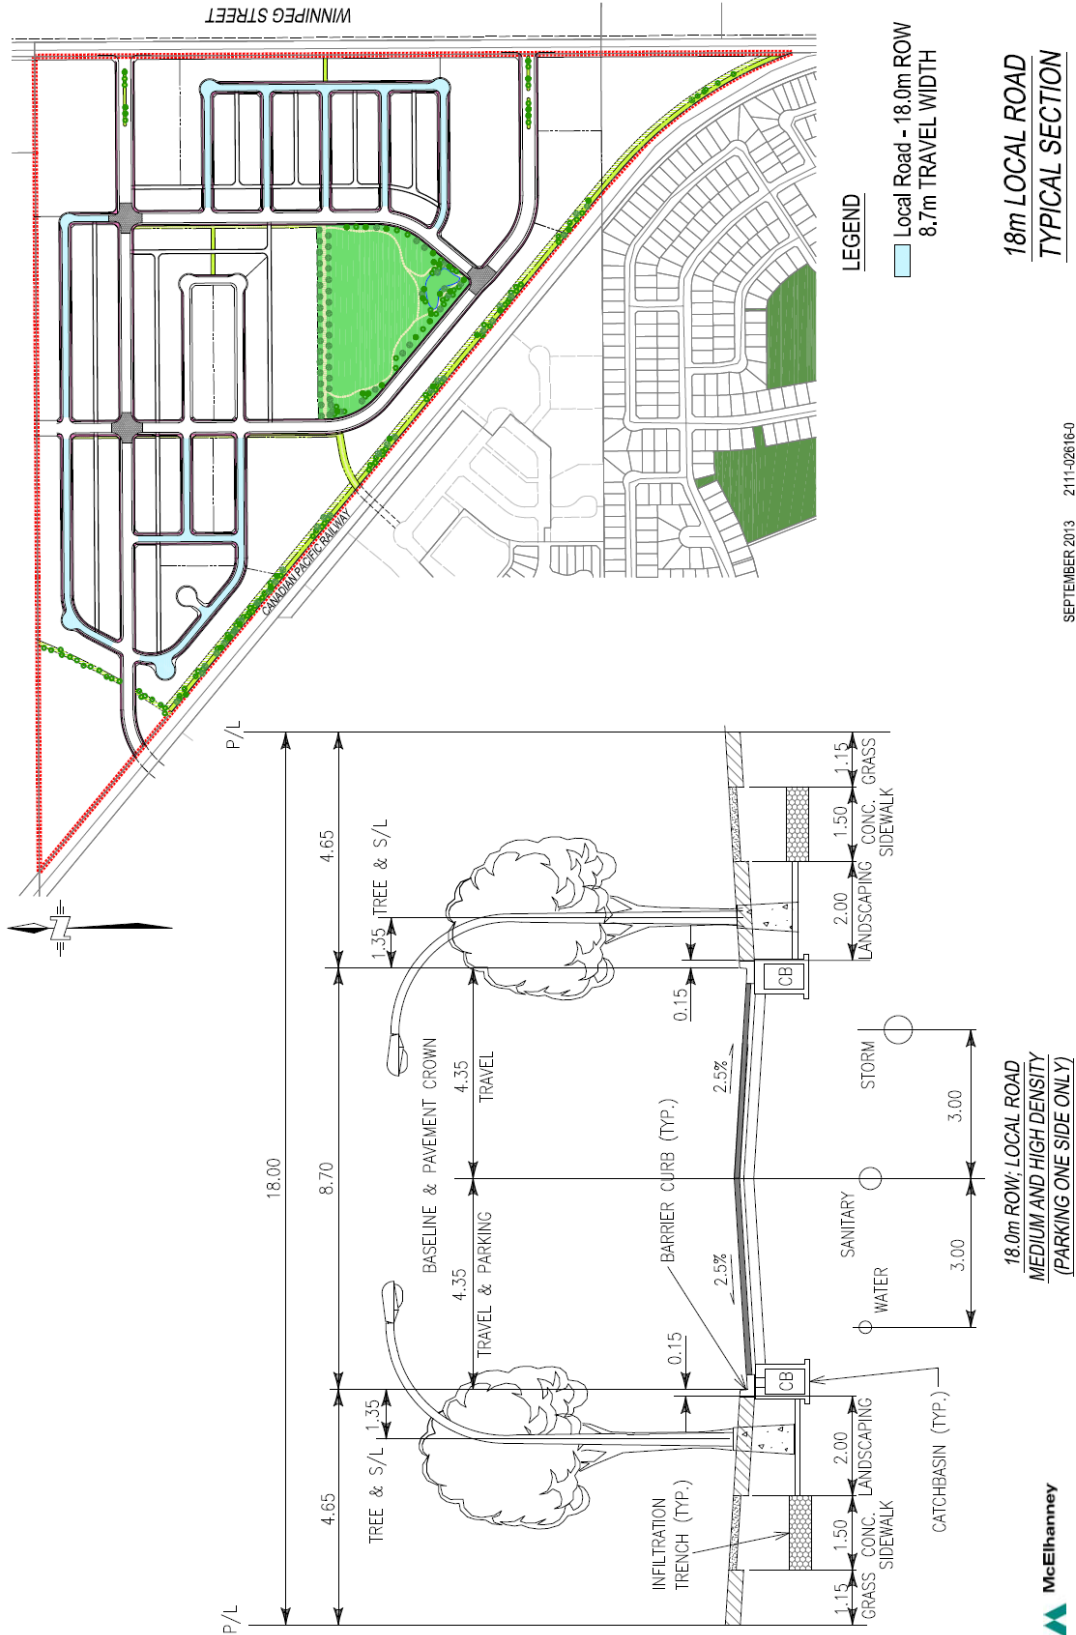 WINNIPEG STREET
CANADIAN PACIFIC RAILWAY
N
LEGEND
Local Road - 18.0m ROW
8.7m TRAVEL WIDTH
18m LOCAL ROAD
TYPICAL SECTION
SEPTEMBER 2013 2111-02616-0
P/L
P/L
18.00
4.65
8.70
4.65
TREE & S/L
1.35
1.35
TREE & S/L
BASELINE & PAVEMENT CROWN
4.35
4.35
TRAVEL & PARKING
TRAVEL
0.15
0.15
BARRIER CURB (TYP.)
2.5%
2.5%
INFILTRATION
TRENCH (TYP.)
CB
CB
1.15
1.50
2.00
2.00
1.50
1.15
GRASS
CONC.
SIDEWALK
LANDSCAPING
LANDSCAPING
CONC.
SIDEWALK
GRASS
WATER
SANITARY
STORM
CATCHBASIN (TYP.)
3.00
3.00
18.0m ROW; LOCAL ROAD
MEDIUM AND HIGH DENSITY
(PARKING ONE SIDE ONLY)
McElhanney